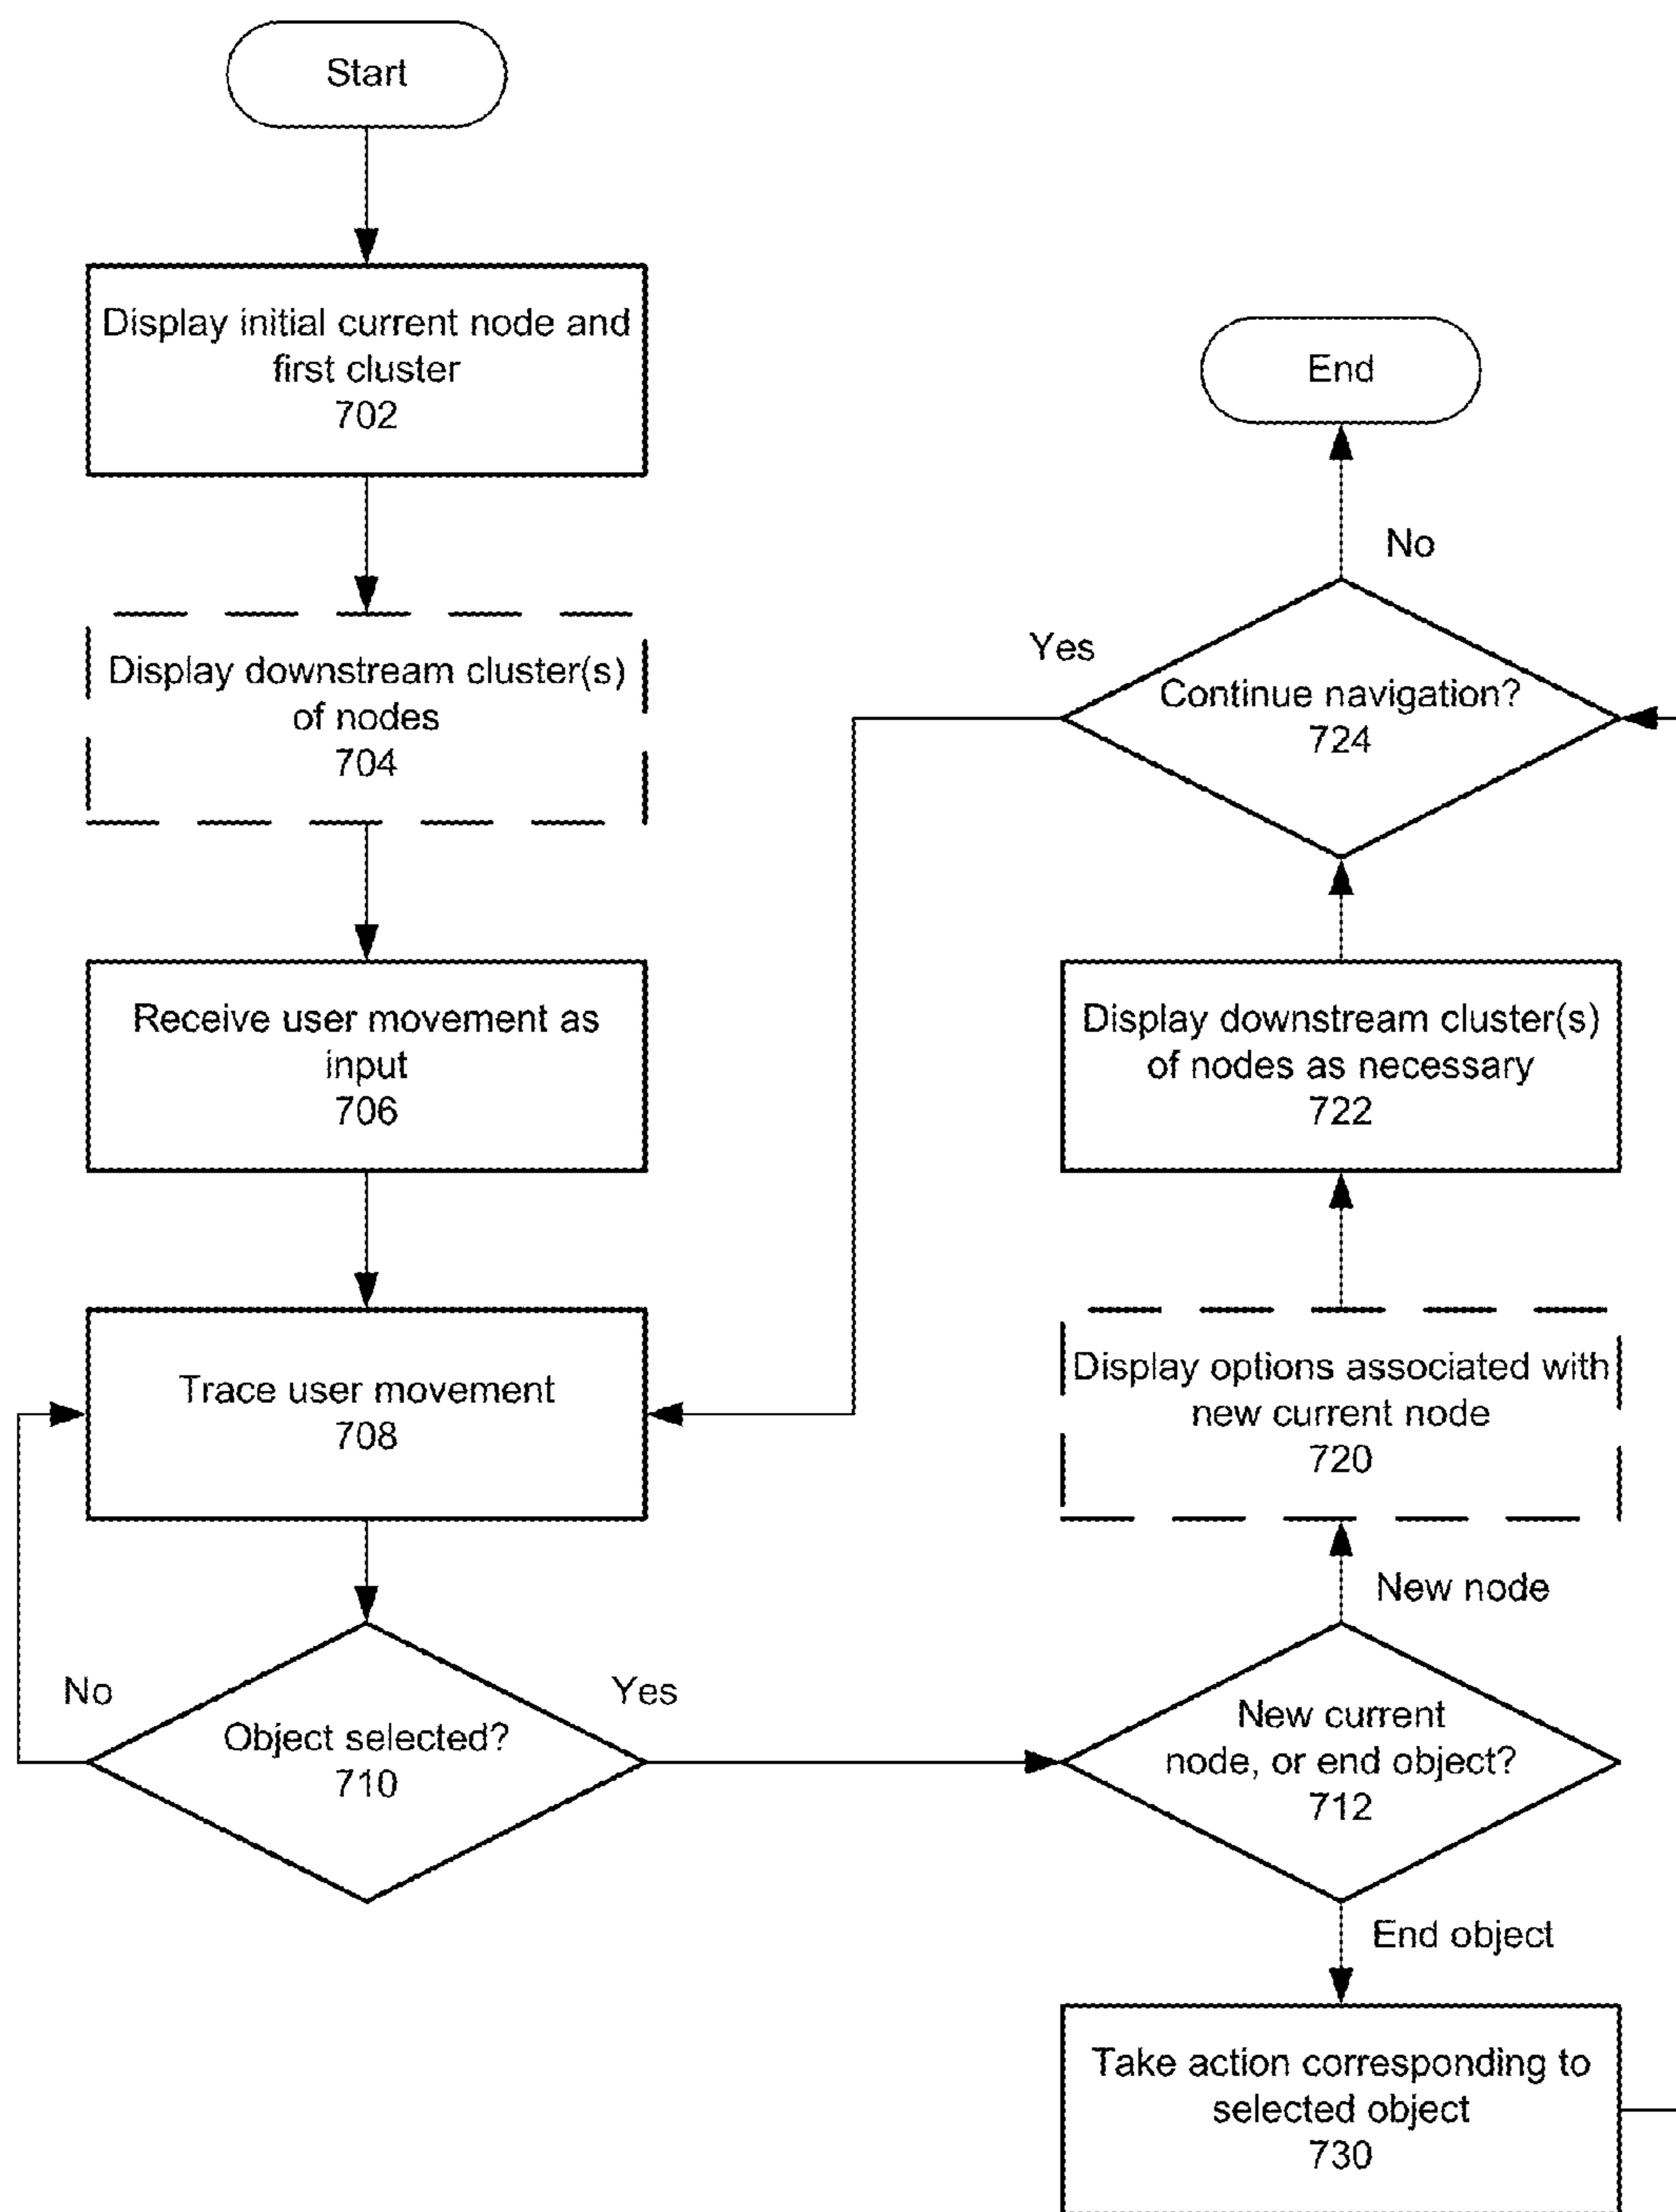 Start
Display initial current node and
first cluster
702
Display downstream cluster(s)
of nodes
704
Receive user movement as
input
706
Trace user movement
708
No
Yes
Object selected?
710
End
No
Yes
Continue navigation?
724
Display downstream cluster(s)
of nodes as necessary
722
Display options associated with
new current node
720
New node
New current
node, or end object?
712
End object
Take action corresponding to
selected object
730